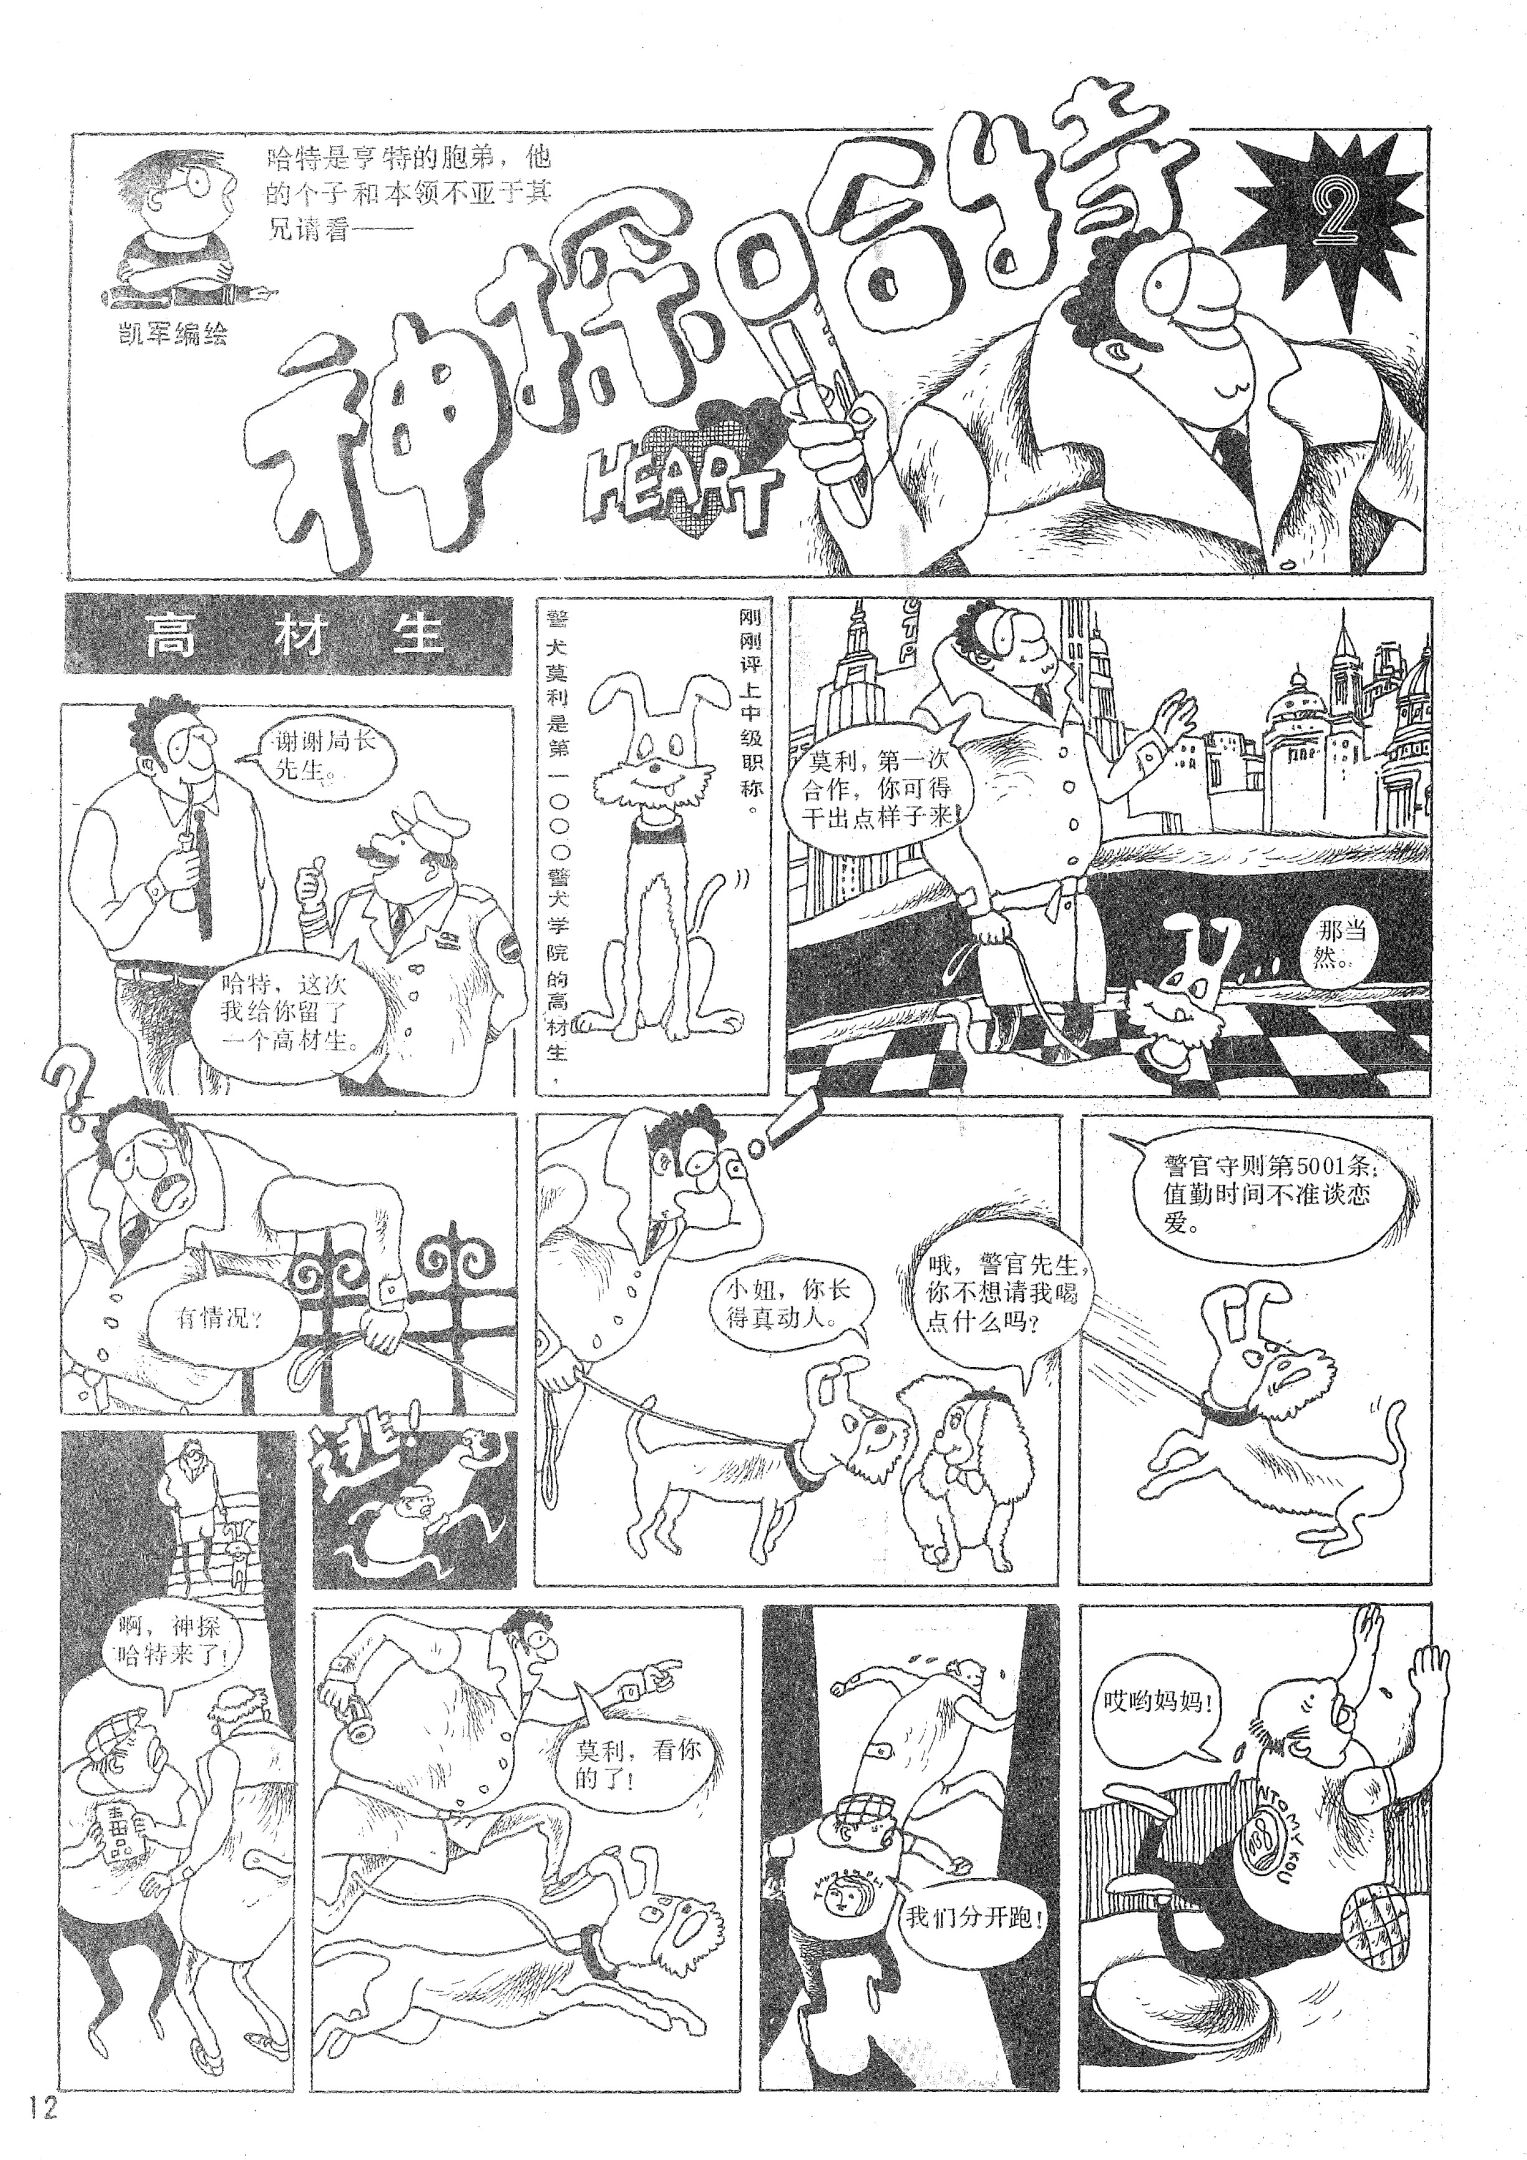 哈特是亨特的胞弟，他
的个子和本领不亚于其
兄请看——
凯军编绘
神探哈特
HEART
2
高材生
谢谢局长
先生。
哈特，这次
我给你留了
一个高材生。
警犬莫利是第一〇〇〇警犬学院的高材生，
刚刚评上中级职称。
莫利，第一次
合作，你可得
干出点样子来！
那当
然。
?
有情况？
!
小妞，你长
得真动人。
哦，警官先生，
你不想请我喝
点什么吗？
警官守则第5001条：
值勤时间不准谈恋
爱。
啊，神探
哈特来了！
毒品
逃！
莫利，看你
的了！
我们分开跑！
哎哟妈妈！
NTOMY KOU
12